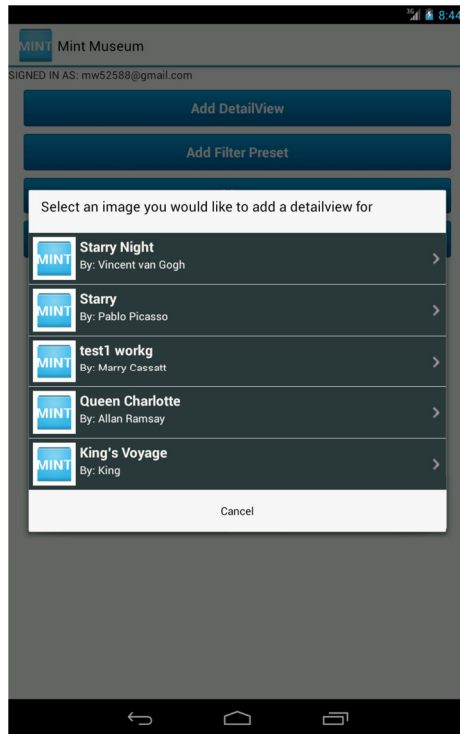 3G 8:44
MINT Mint Museum
SIGNED IN AS: mw52588@gmail.com
Add DetailView
Add Filter Preset
Select an image you would like to add a detailview for
MINT Starry Night
By: Vincent van Gogh
MINT Starry
By: Pablo Picasso
MINT test1 workg
By: Marry Cassatt
MINT Queen Charlotte
By: Allan Ramsay
MINT King's Voyage
By: King
Cancel